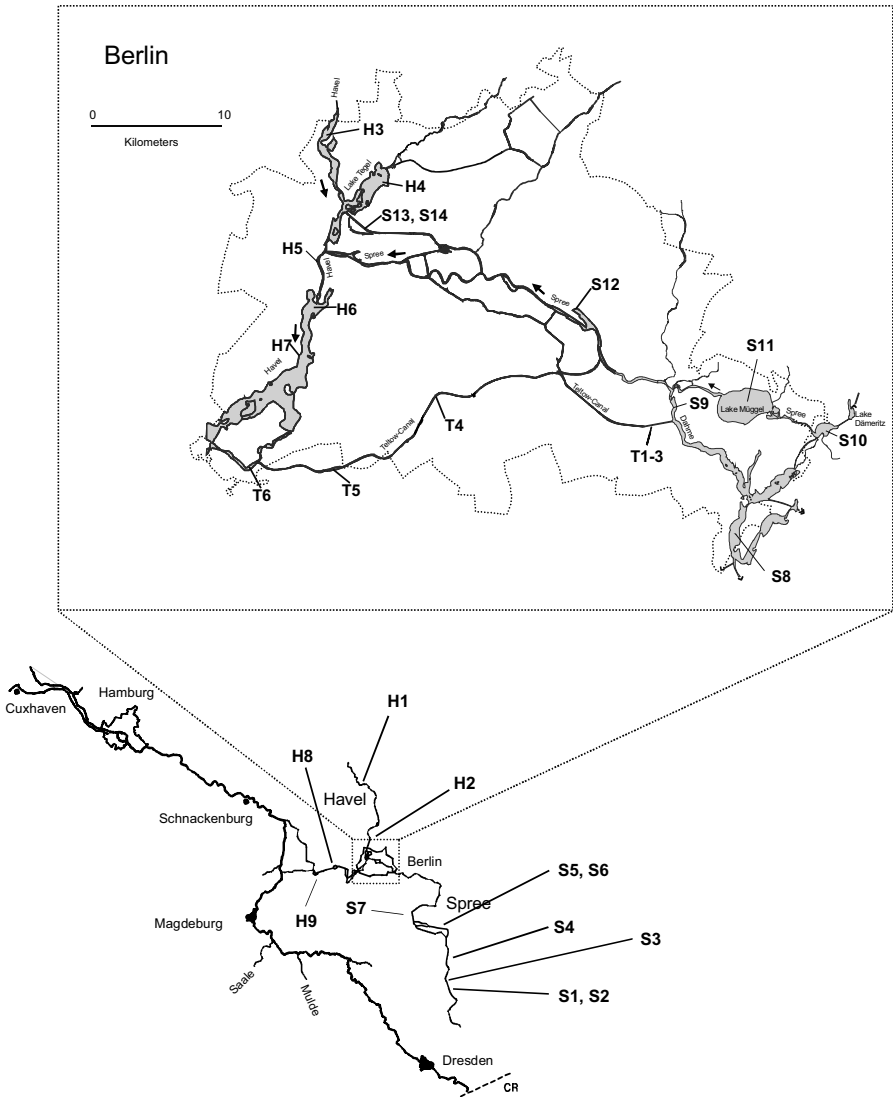 Berlin
0 10
Kilometers
Havel
H3
Lake Tegel
H4
S13, S14
H5
Havel
Spree
H6
Spree
S12
H7
Havel
S11
Lake Müggel
S9
Spree
Lake
Dämeritz
S10
Dahme
Teltow-Canal
T4
Teltow-Canal
T1-3
T6
T5
S8
Cuxhaven
Hamburg
H1
H8
Havel
H2
Schnackenburg
Berlin
S5, S6
S7
Spree
Magdeburg
H9
S4
S3
Saale
Mulde
S1, S2
Dresden
CR